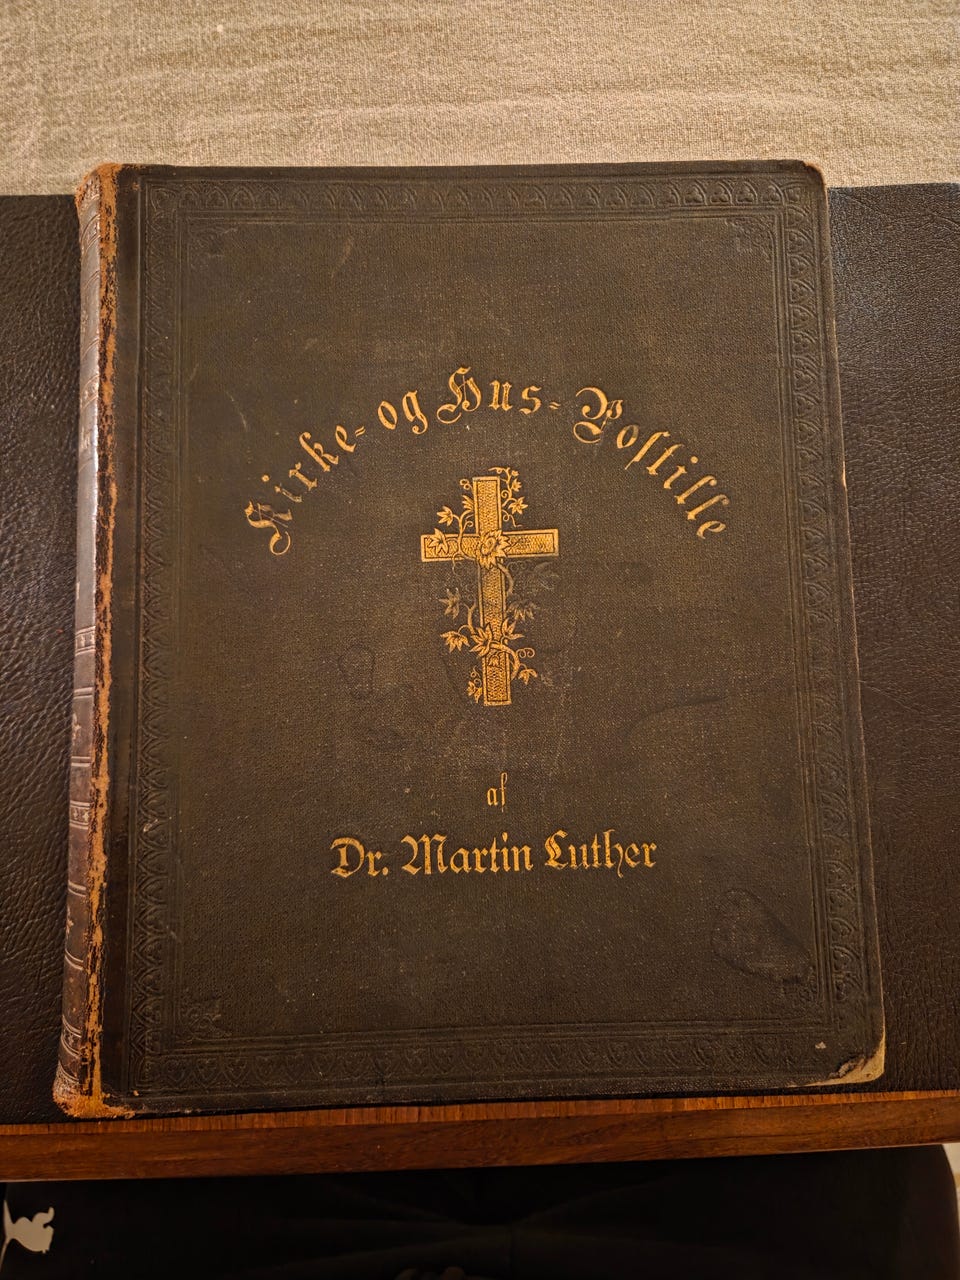 Kirke- og Hus-Postille
af
Dr. Martin Luther